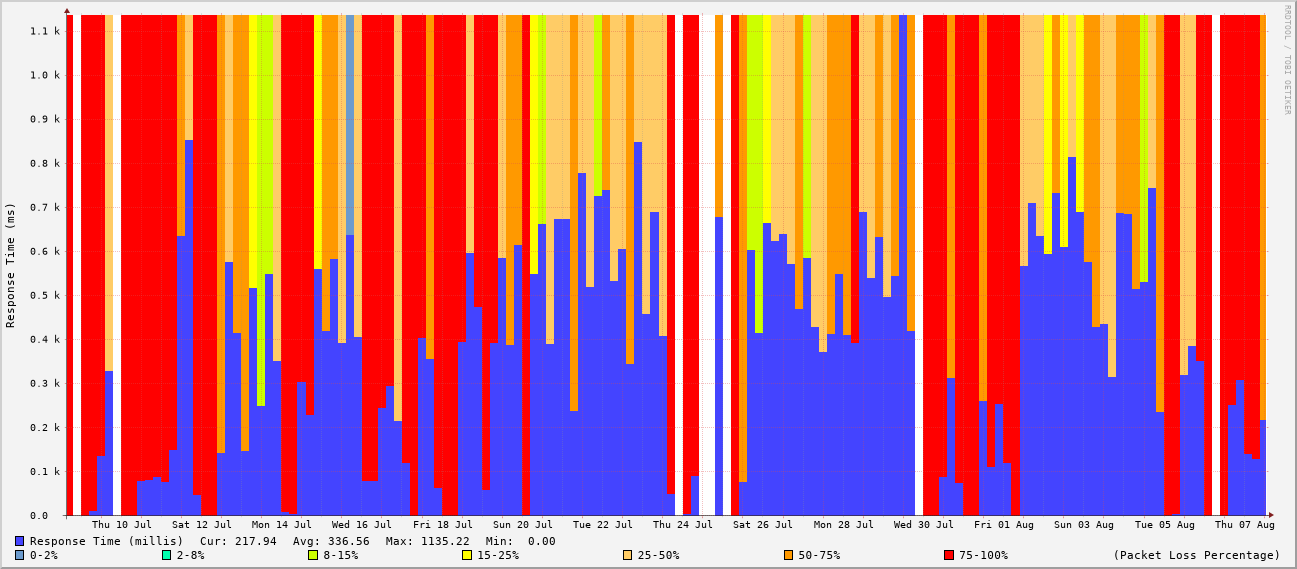 RRDTOOL / TOBI OETIKER
Response Time (ms)
1.1 k
1.0 k
0.9 k
0.8 k
0.7 k
0.6 k
0.5 k
0.4 k
0.3 k
0.2 k
0.1 k
0.0
Thu 10 Jul Sat 12 Jul Mon 14 Jul Wed 16 Jul Fri 18 Jul Sun 20 Jul Tue 22 Jul Thu 24 Jul Sat 26 Jul Mon 28 Jul Wed 30 Jul Fri 01 Aug Sun 03 Aug Tue 05 Aug Thu 07 Aug
Response Time (millis) Cur: 217.94 Avg: 336.56 Max: 1135.22 Min: 0.00
0-2% 2-8% 8-15% 15-25% 25-50% 50-75% 75-100% (Packet Loss Percentage)